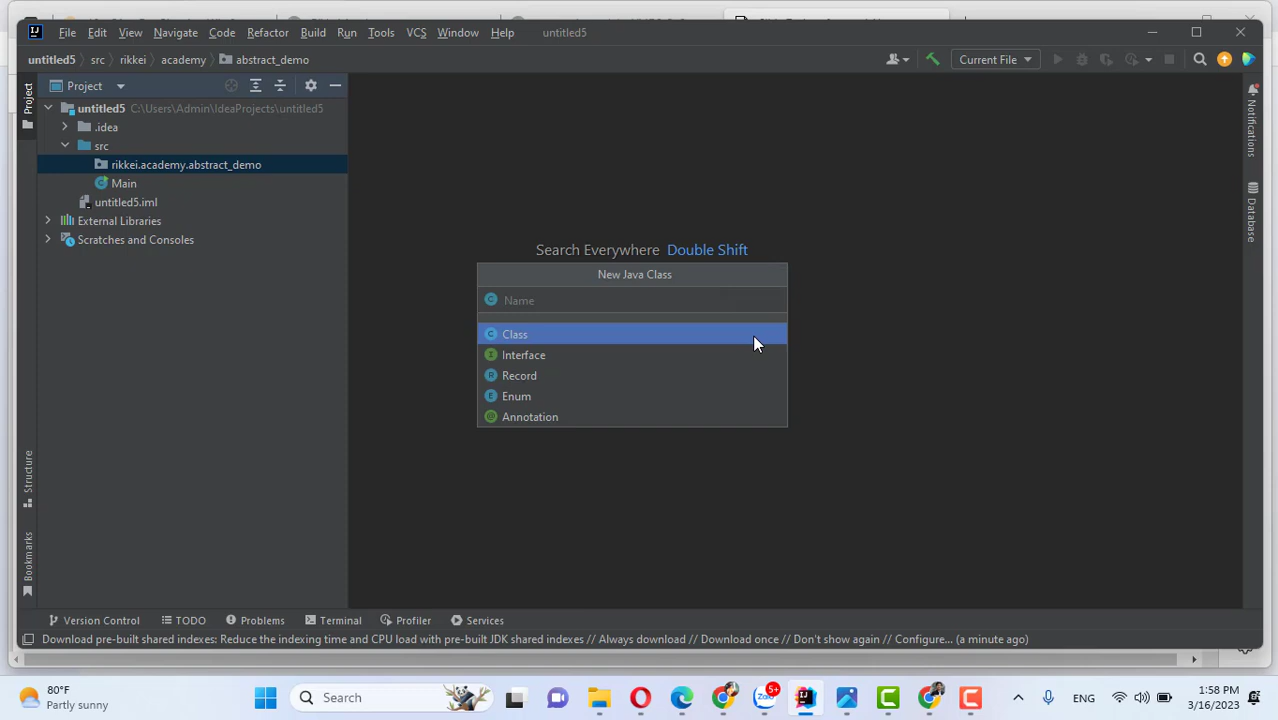 File Edit View Navigate Code Refactor Build Run Tools VCS Window Help untitled5
untitled5 src rikkei academy abstract_demo Current File
Project
untitled5 C:\Users\Admin\IdeaProjects\untitled5
.idea
src
rikkei.academy.abstract_demo
Main
untitled5.iml
External Libraries
Scratches and Consoles
Project
Structure
Bookmarks
Search Everywhere Double Shift
New Java Class
Name
Class
Interface
Record
Enum
Annotation
Notifications
Database
Version Control TODO Problems Terminal Profiler Services
Download pre-built shared indexes: Reduce the indexing time and CPU load with pre-built JDK shared indexes // Always download // Download once // Don't show again // Configure... (a minute ago)
80°F
Partly sunny
Search
Zalo
5+
ENG
1:58 PM
3/16/2023